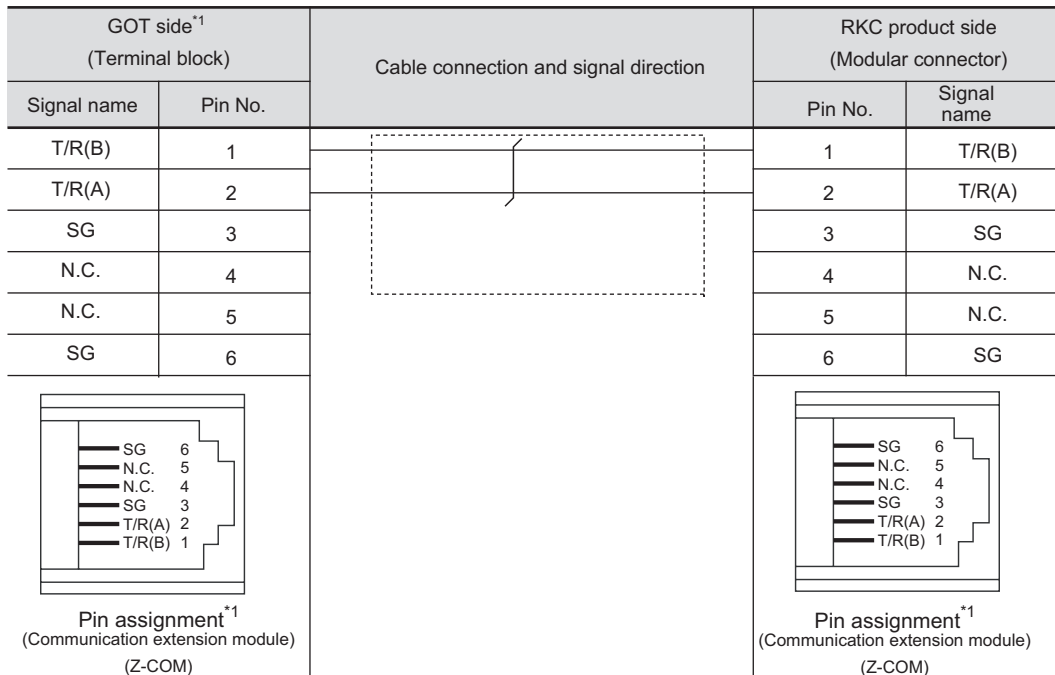 GOT side*1
(Terminal block)
Cable connection and signal direction
RKC product side
(Modular connector)
Signal name
Pin No.
Pin No.
Signal
name
T/R(B) 1 1 T/R(B)
T/R(A) 2 2 T/R(A)
SG 3 3 SG
N.C. 4 4 N.C.
N.C. 5 5 N.C.
SG 6 6 SG
SG 6
N.C. 5
N.C. 4
SG 3
T/R(A) 2
T/R(B) 1
Pin assignment*1
(Communication extension module)
(Z-COM)
SG 6
N.C. 5
N.C. 4
SG 3
T/R(A) 2
T/R(B) 1
Pin assignment*1
(Communication extension module)
(Z-COM)